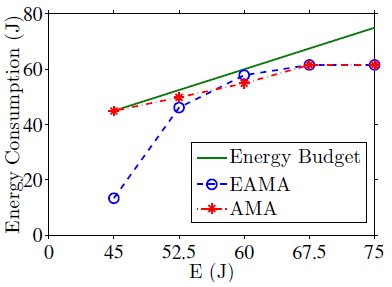 Energy Consumption (J)
80
60
40
20
0
Energy Budget
EAMA
AMA
0 45 52.5 60 67.5 75
E (J)